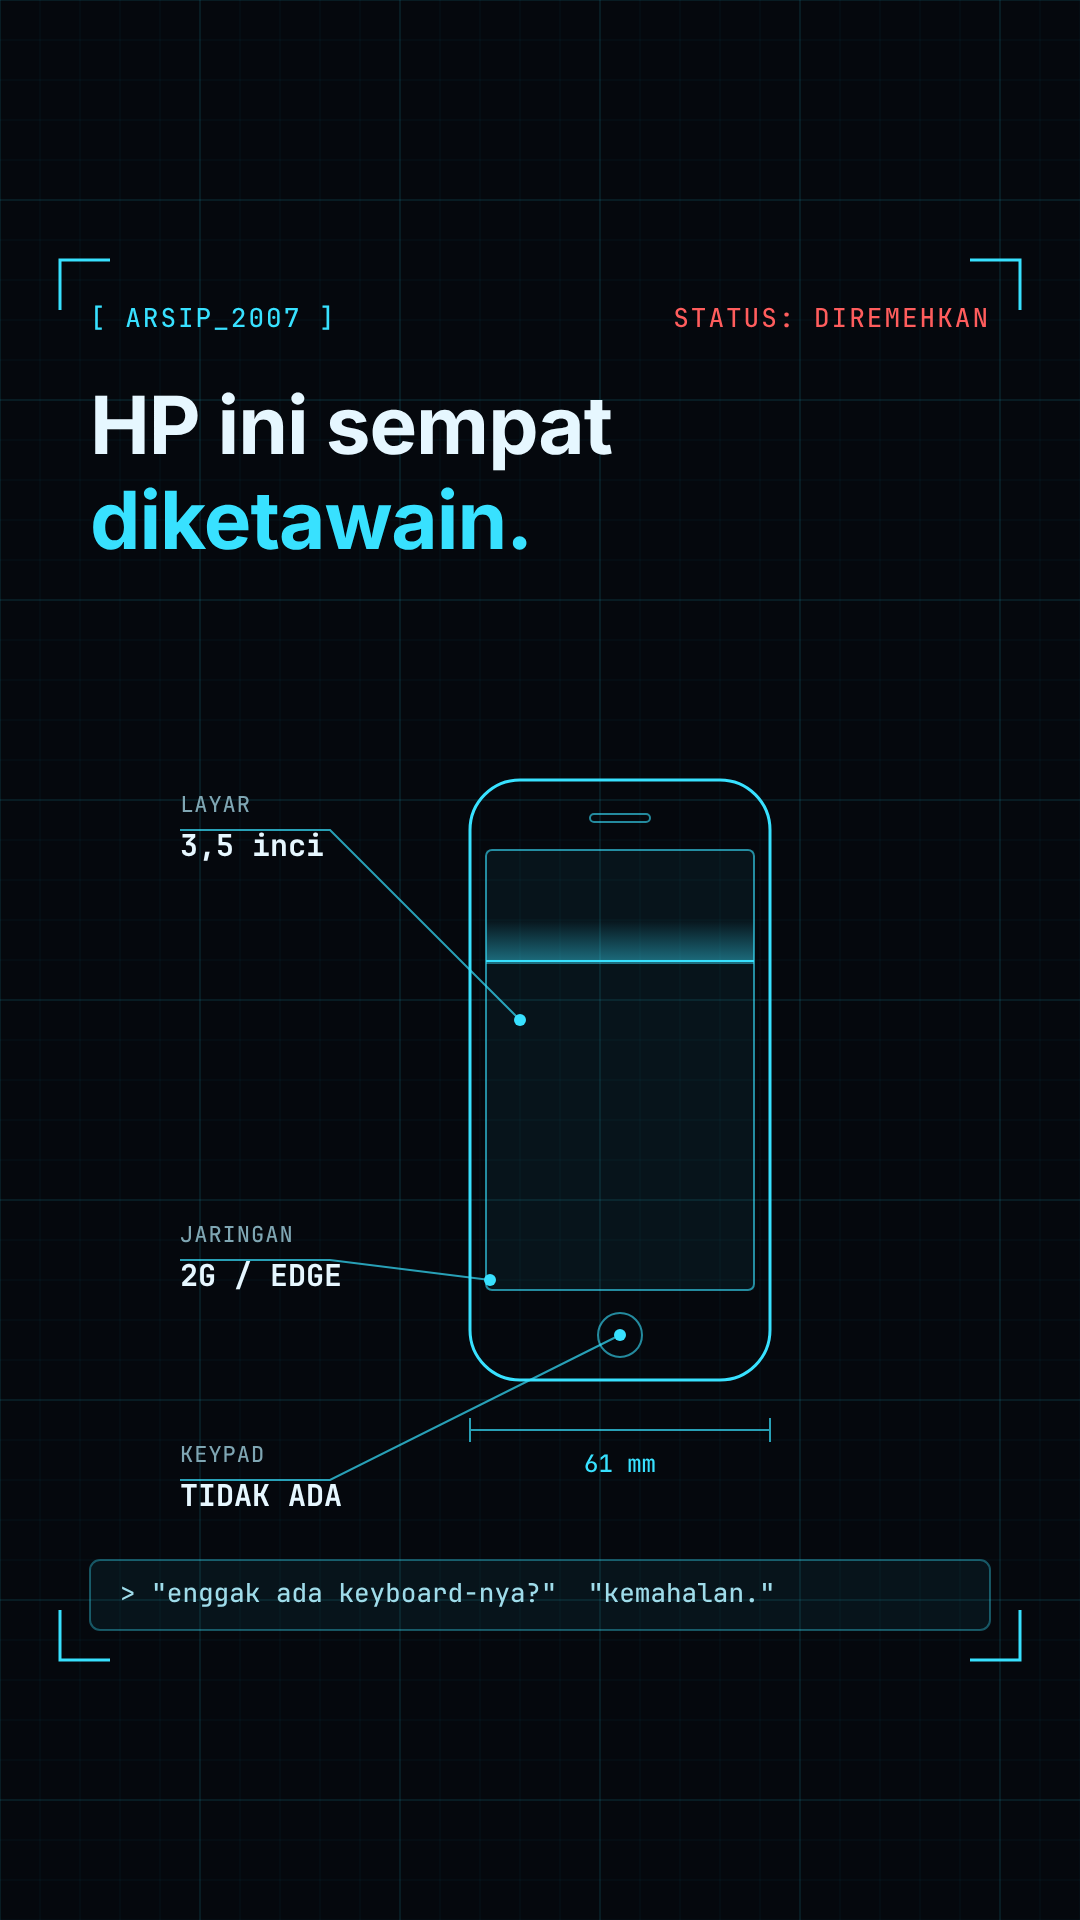 [ ARSIP_2007 ]
STATUS: DIREMEHKAN
HP ini sempat
diketawain.
LAYAR
3,5 inci
JARINGAN
2G / EDGE
KEYPAD
TIDAK ADA
61 mm
> "enggak ada keyboard-nya?"  "kemahalan."